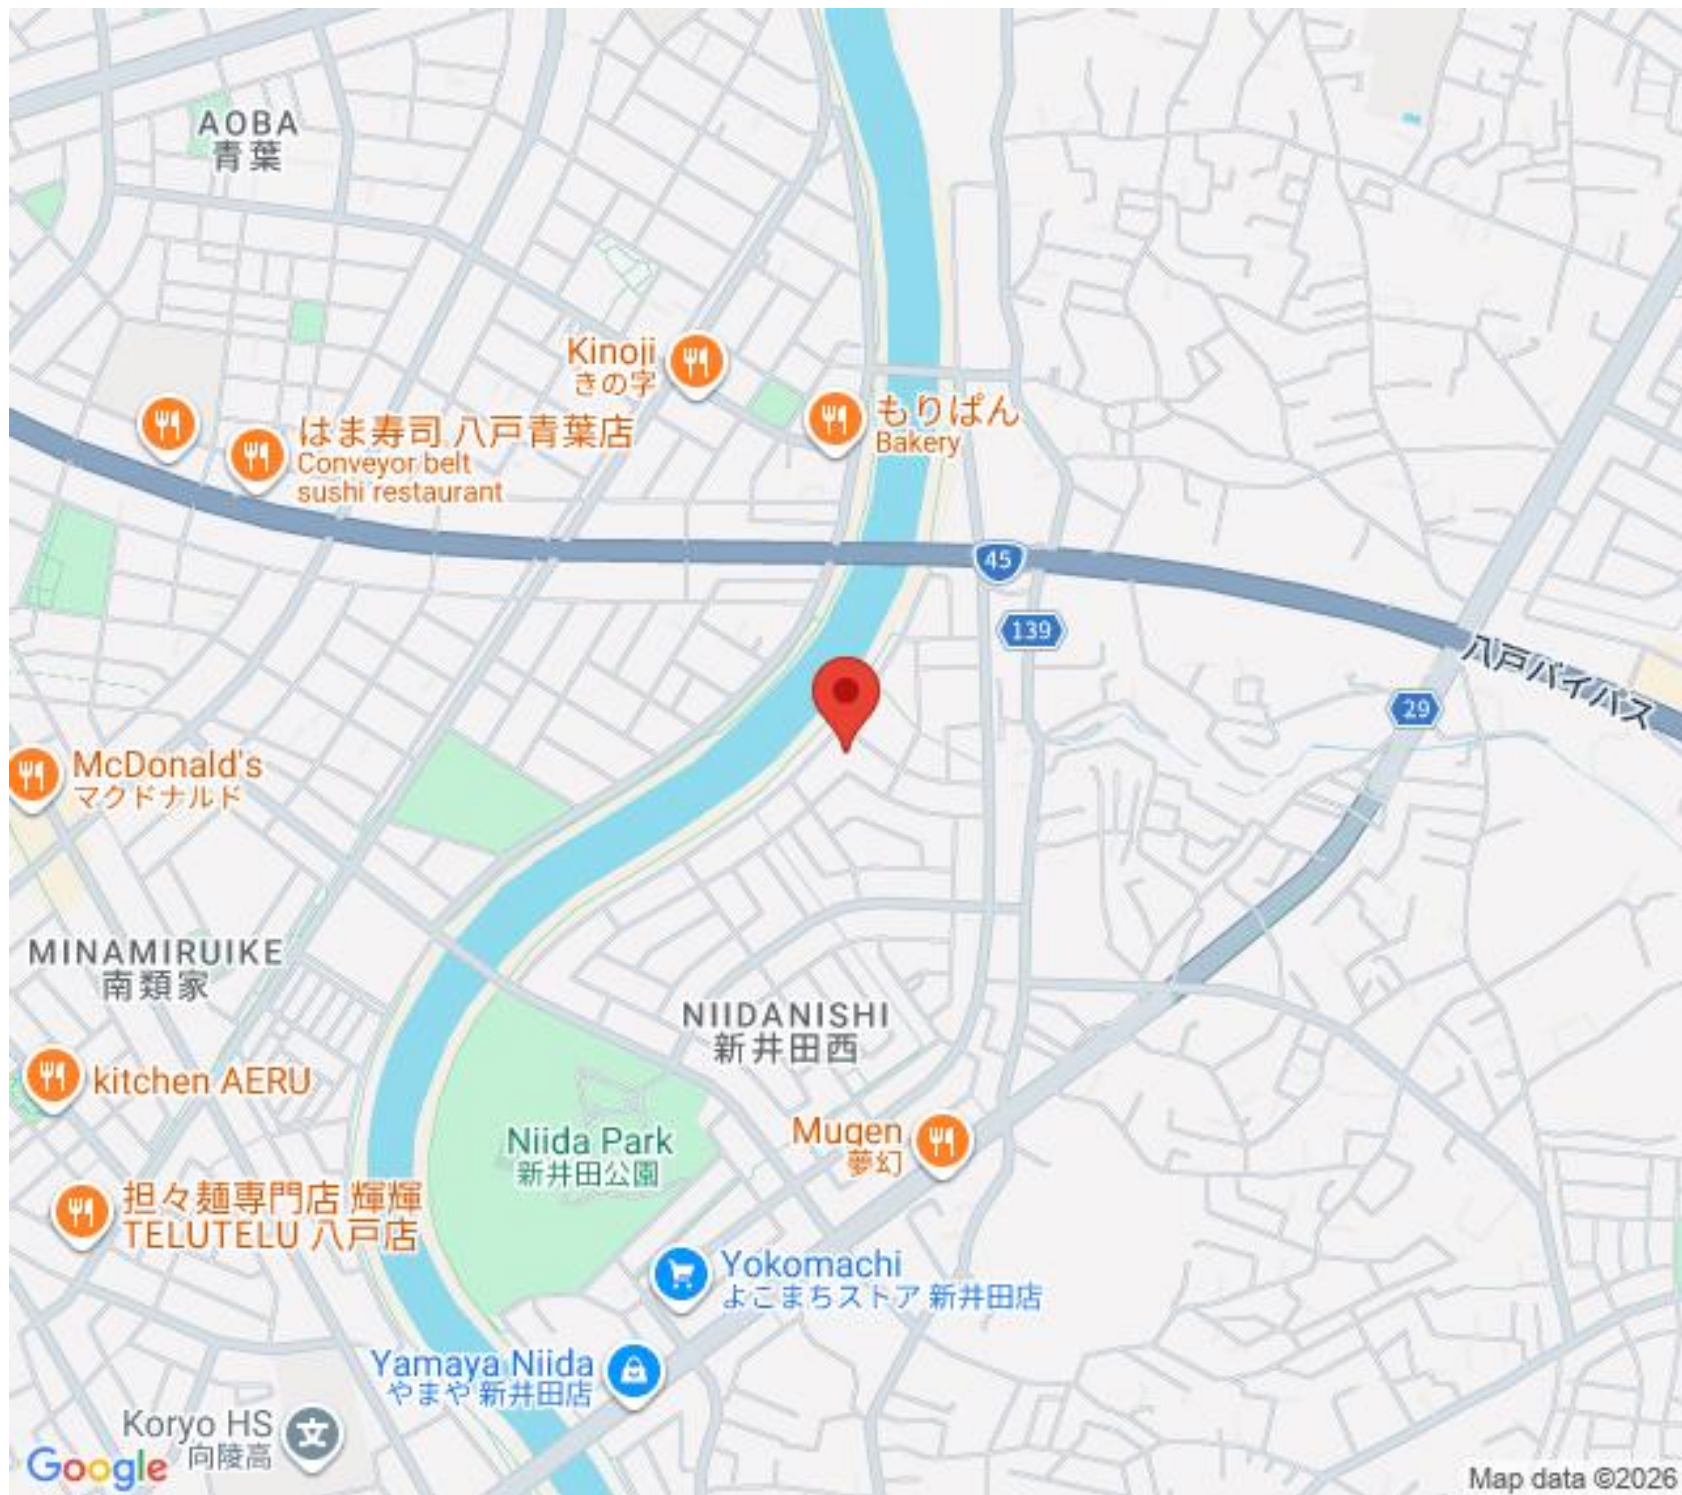 AOBA
青葉
Kinoji
きの字
もりぱん
Bakery
はま寿司 八戸青葉店
Conveyor belt
sushi restaurant
45
139
八戸バイパス
29
McDonald's
マクドナルド
MINAMIRUIKE
南類家
NIIDANISHI
新井田西
kitchen AERU
Niida Park
新井田公園
Mugen
夢幻
担々麺専門店 輝輝
TELUTELU 八戸店
Yokomachi
よこまちストア 新井田店
Yamaya Niida
やまや 新井田店
Koryo HS
向陵高
文
Google
Map data ©2026